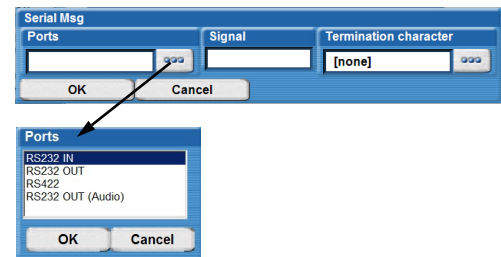 Serial Msg
Ports Signal Termination character
[none]
OK Cancel
Ports
RS232 IN
RS232 OUT
RS422
RS232 OUT (Audio)
OK Cancel